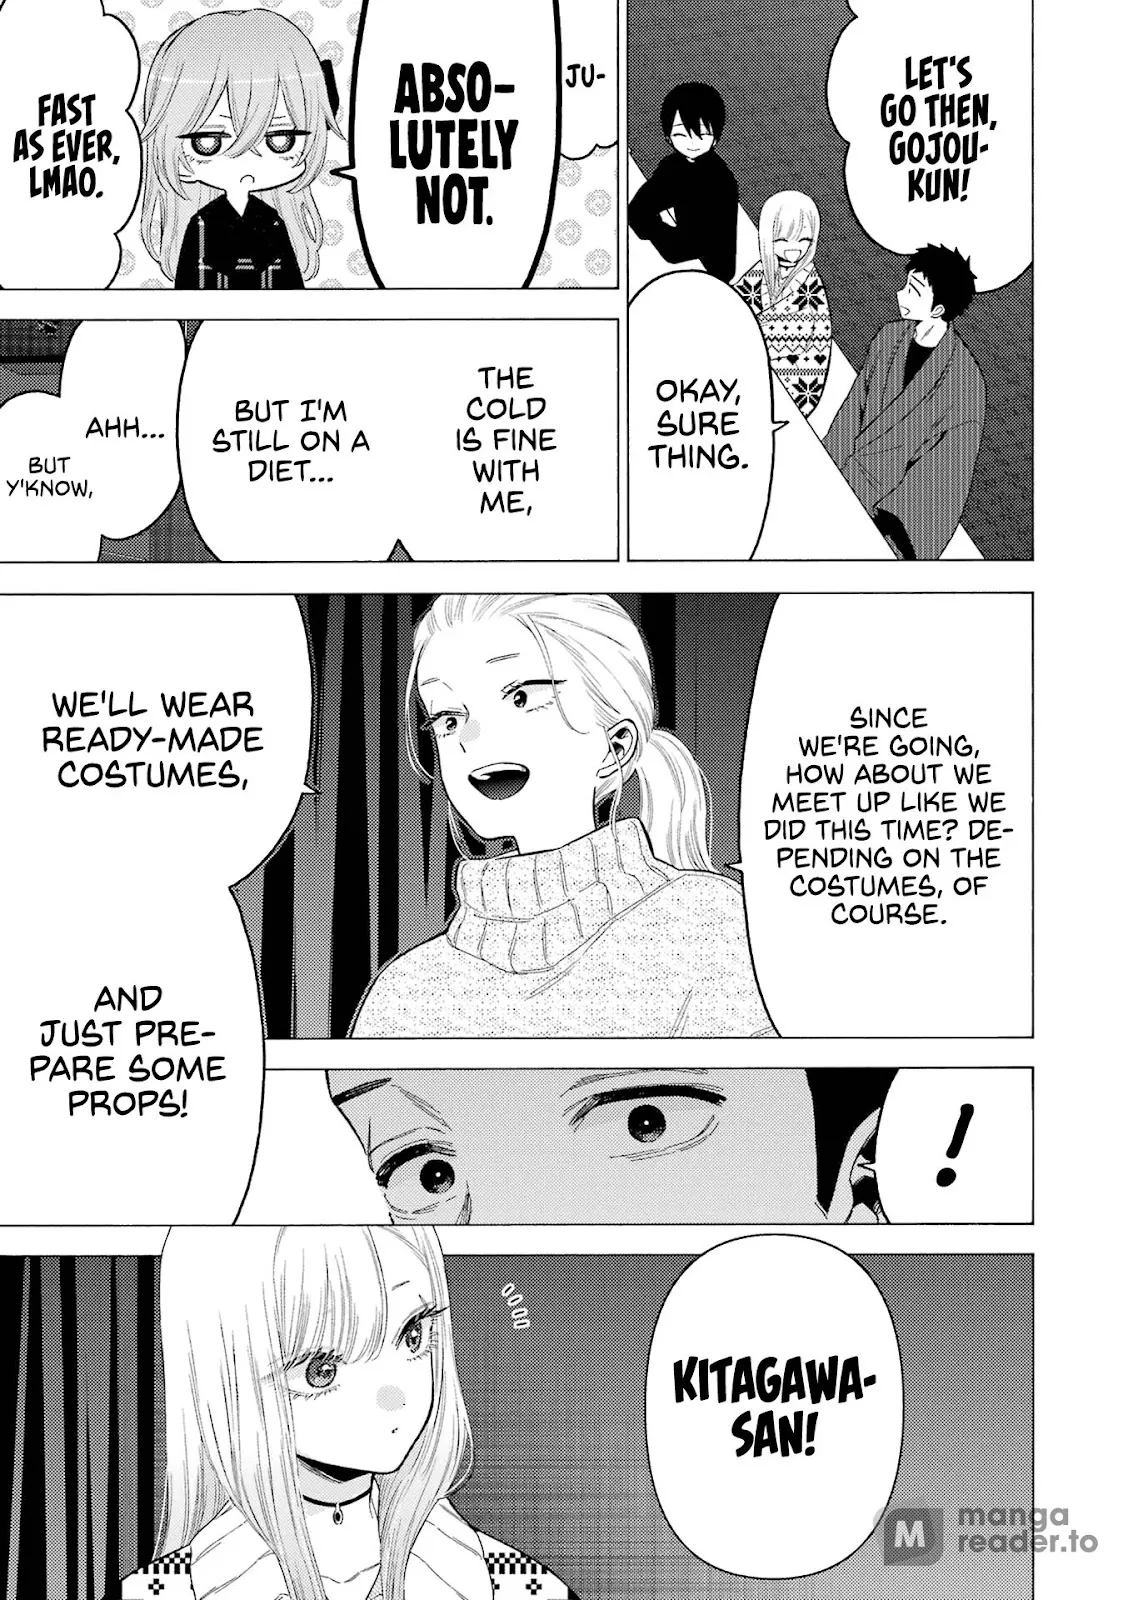 LET'S
GO THEN,
GOJOU-
KUN!
OKAY,
SURE
THING.
JU-
ABSO-
LUTELY
NOT.
FAST
AS EVER,
LMAO.
THE
COLD
IS FINE
WITH
ME,
BUT I'M
STILL ON A
DIET...
AHH...
BUT
Y'KNOW,
SINCE
WE'RE GOING,
HOW ABOUT WE
MEET UP LIKE WE
DID THIS TIME? DE-
PENDING ON THE
COSTUMES, OF
COURSE.
WE'LL WEAR
READY-MADE
COSTUMES,
AND
JUST PRE-
PARE SOME
PROPS!
!
KITAGAWA-
SAN!
manga
reader.to